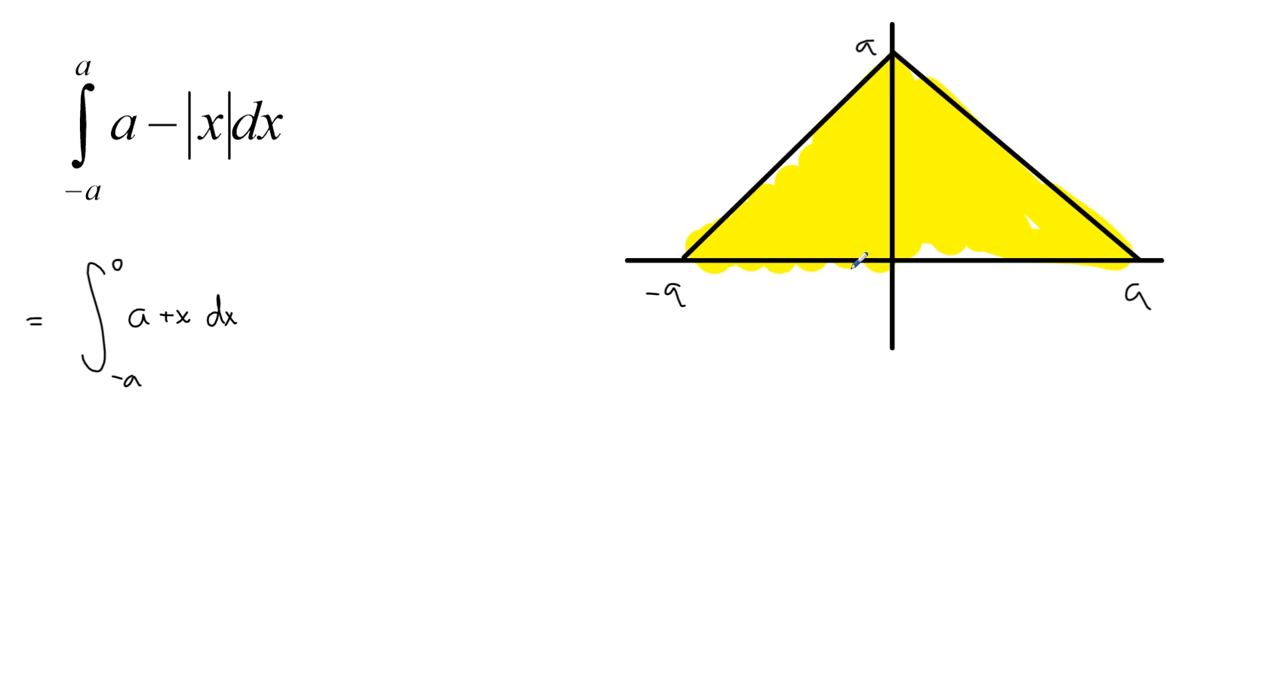 ∫_{-a}^{a} a − |x| dx
= ∫_{-a}^{0} a + x dx
a
-a
a